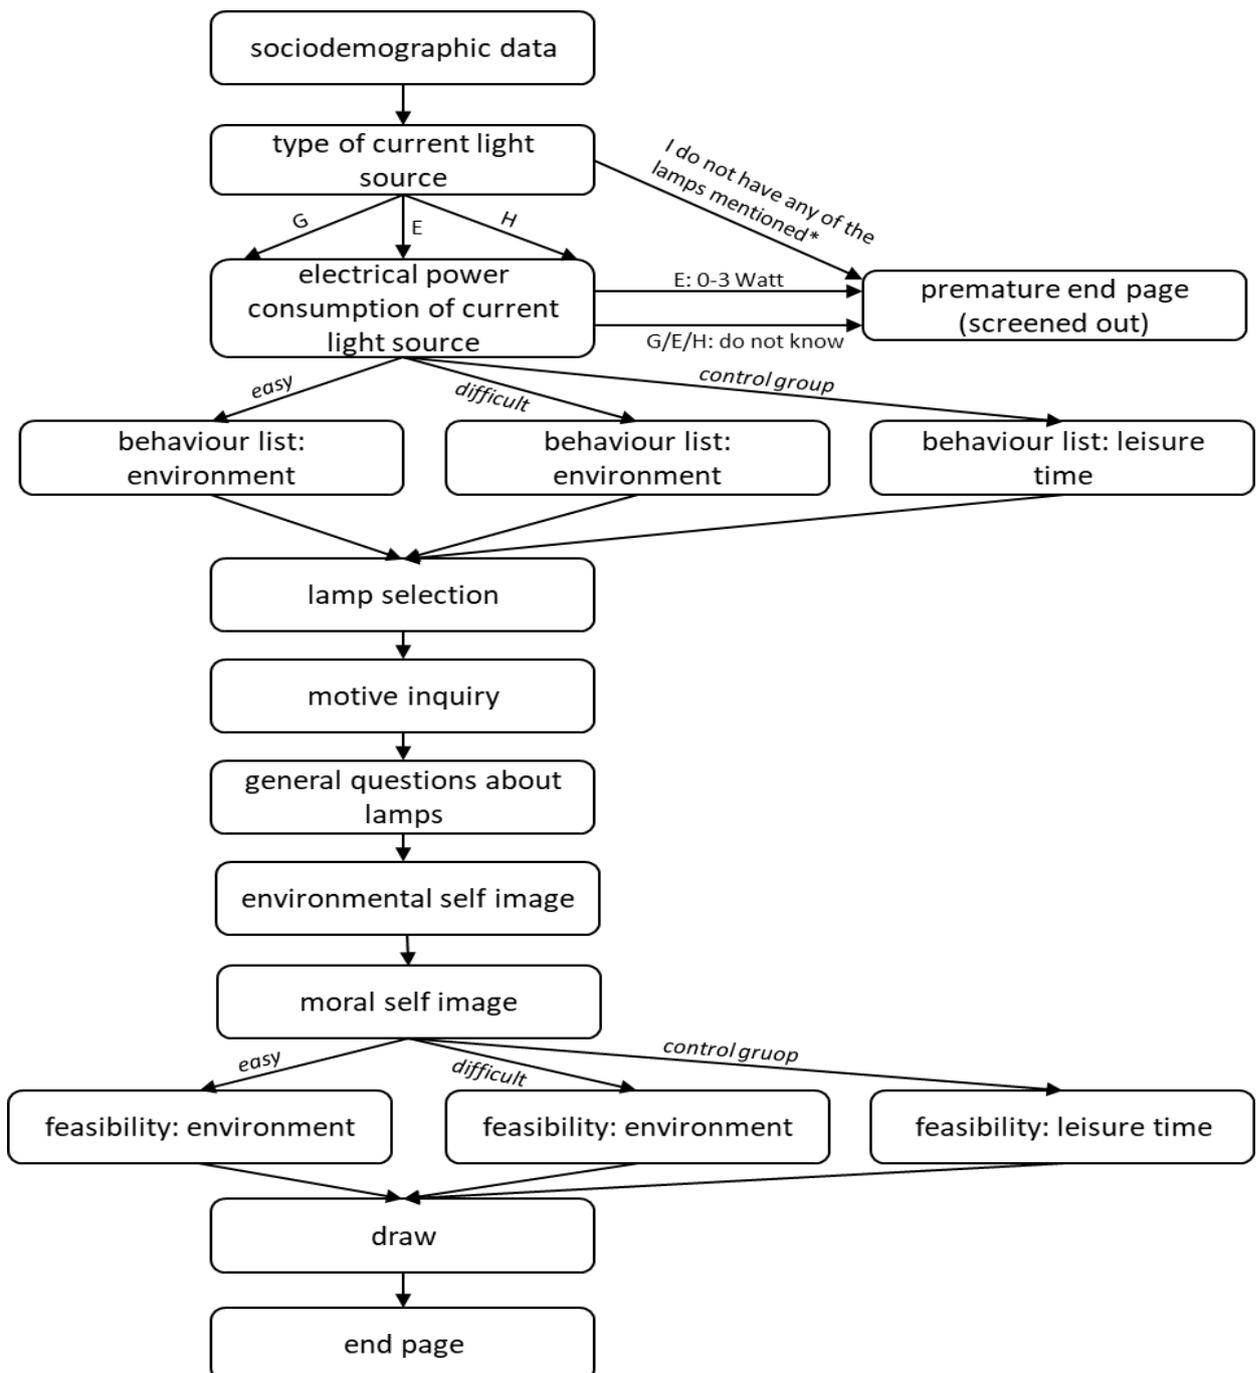 sociodemographic data
type of current light
source
I do not have any of the
lamps mentioned*
G
E
H
electrical power
consumption of current
light source
E: 0-3 Watt
G/E/H: do not know
premature end page
(screened out)
easy
difficult
control group
behaviour list:
environment
behaviour list:
environment
behaviour list: leisure
time
lamp selection
motive inquiry
general questions about
lamps
environmental self image
moral self image
easy
difficult
control gruop
feasibility: environment
feasibility: environment
feasibility: leisure time
draw
end page